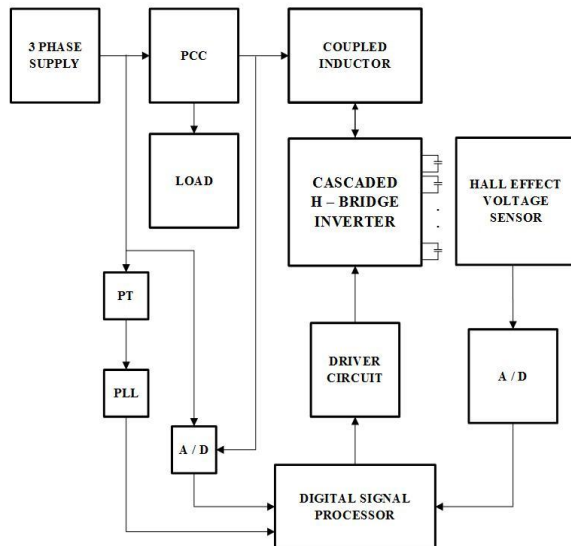 3 PHASE
SUPPLY
PCC
COUPLED
INDUCTOR
LOAD
CASCADED
H – BRIDGE
INVERTER
HALL EFFECT
VOLTAGE
SENSOR
PT
DRIVER
CIRCUIT
A / D
PLL
A / D
DIGITAL SIGNAL
PROCESSOR